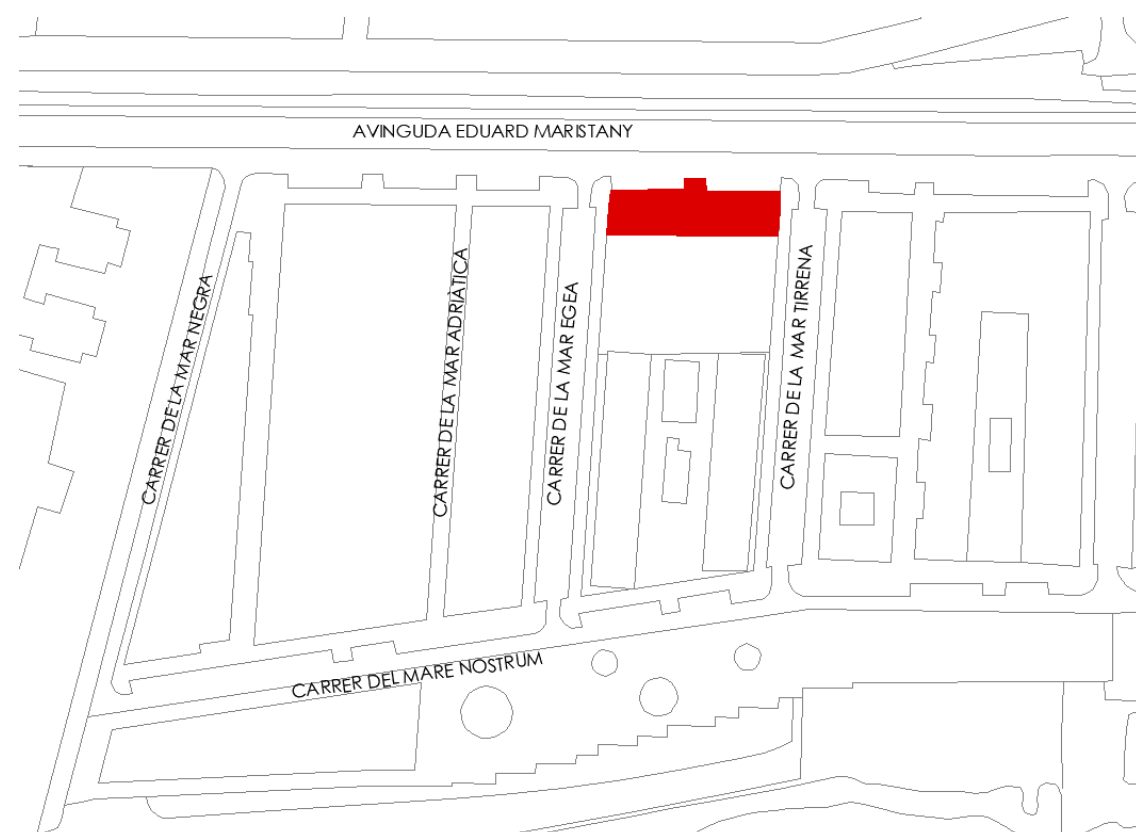 AVINGUDA EDUARD MARISTANY
CARRER DE LA MAR NEGRA
CARRER DE LA MAR ADRIÀTICA
CARRER DE LA MAR EGEA
CARRER DE LA MAR TIRRENA
CARRER DEL MARE NOSTRUM